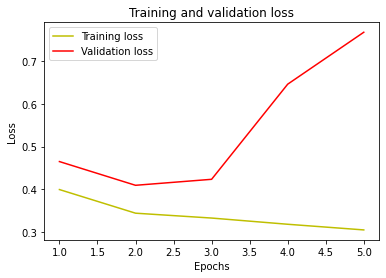 Training and validation loss
Training loss
Validation loss
Loss
0.7
0.6
0.5
0.4
0.3
1.0 1.5 2.0 2.5 3.0 3.5 4.0 4.5 5.0
Epochs